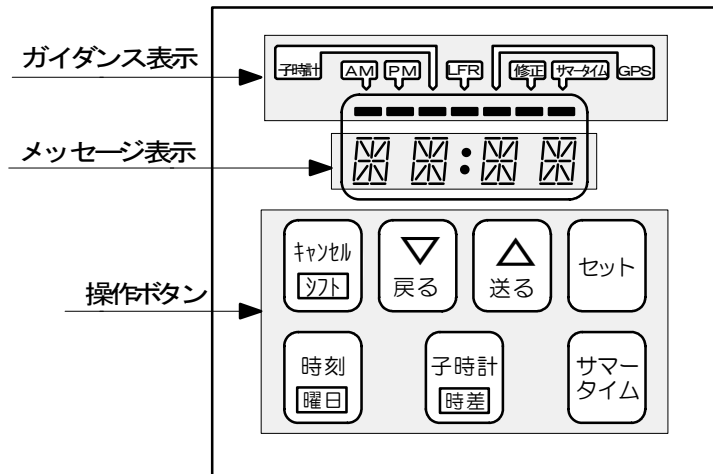 ガイダンス表示
子時計 AM PM LFR 修正 サマータイム GPS
メッセージ表示
操作ボタン
キャンセル
シフト
戻る
送る
セット
時刻
曜日
子時計
時差
サマー
タイム